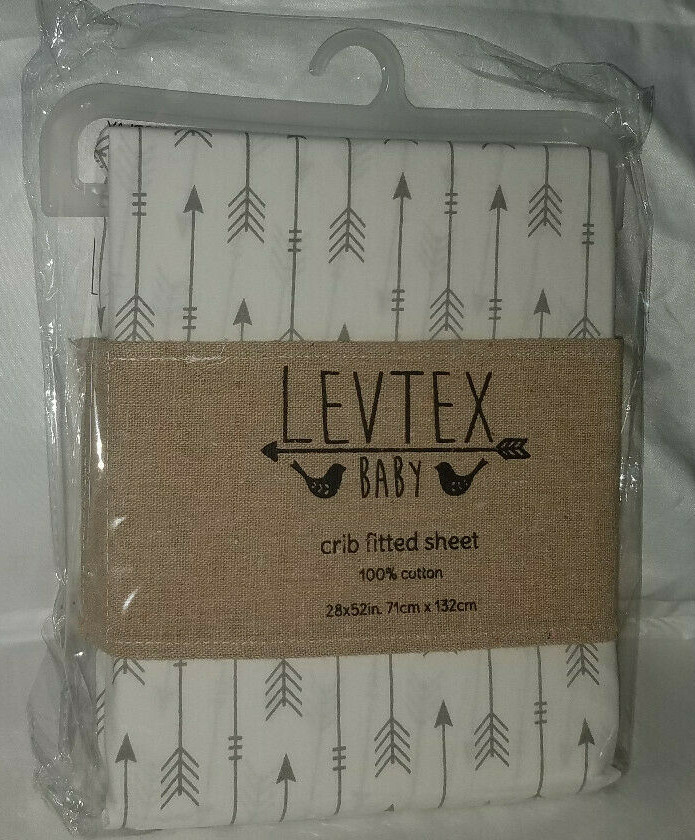 LEVTEX
BABY
crib fitted sheet
100% cotton
28x52in. 71cm x 132cm